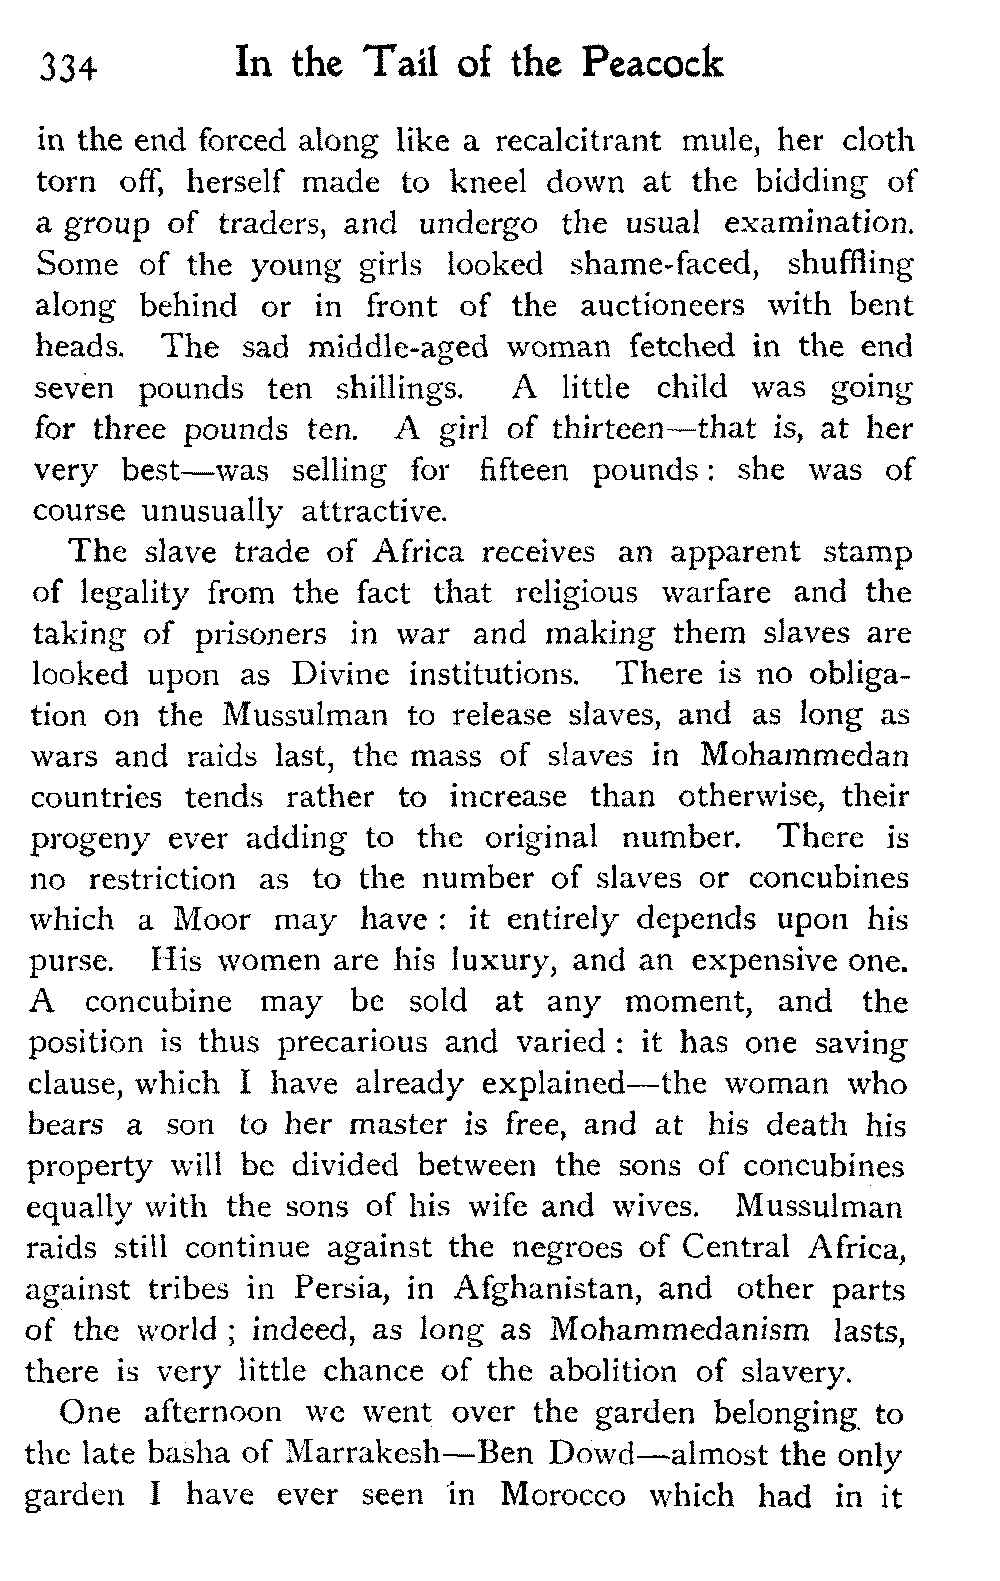 334 In the Tail of the Peacock
in the end forced along like a recalcitrant mule, her cloth
torn off, herself made to kneel down at the bidding of
a group of traders, and undergo the usual examination.
Some of the young girls looked shame-faced, shuffling
along behind or in front of the auctioneers with bent
heads. The sad middle-aged woman fetched in the end
seven pounds ten shillings. A little child was going
for three pounds ten. A girl of thirteen—that is, at her
very best—was selling for fifteen pounds: she was of
course unusually attractive.
The slave trade of Africa receives an apparent stamp
of legality from the fact that religious warfare and the
taking of prisoners in war and making them slaves are
looked upon as Divine institutions. There is no obliga-
tion on the Mussulman to release slaves, and as long as
wars and raids last, the mass of slaves in Mohammedan
countries tends rather to increase than otherwise, their
progeny ever adding to the original number. There is
no restriction as to the number of slaves or concubines
which a Moor may have: it entirely depends upon his
purse. His women are his luxury, and an expensive one.
A concubine may be sold at any moment, and the
position is thus precarious and varied: it has one saving
clause, which I have already explained—the woman who
bears a son to her master is free, and at his death his
property will be divided between the sons of concubines
equally with the sons of his wife and wives. Mussulman
raids still continue against the negroes of Central Africa,
against tribes in Persia, in Afghanistan, and other parts
of the world; indeed, as long as Mohammedanism lasts,
there is very little chance of the abolition of slavery.
One afternoon we went over the garden belonging to
the late basha of Marrakesh—Ben Dowd—almost the only
garden I have ever seen in Morocco which had in it